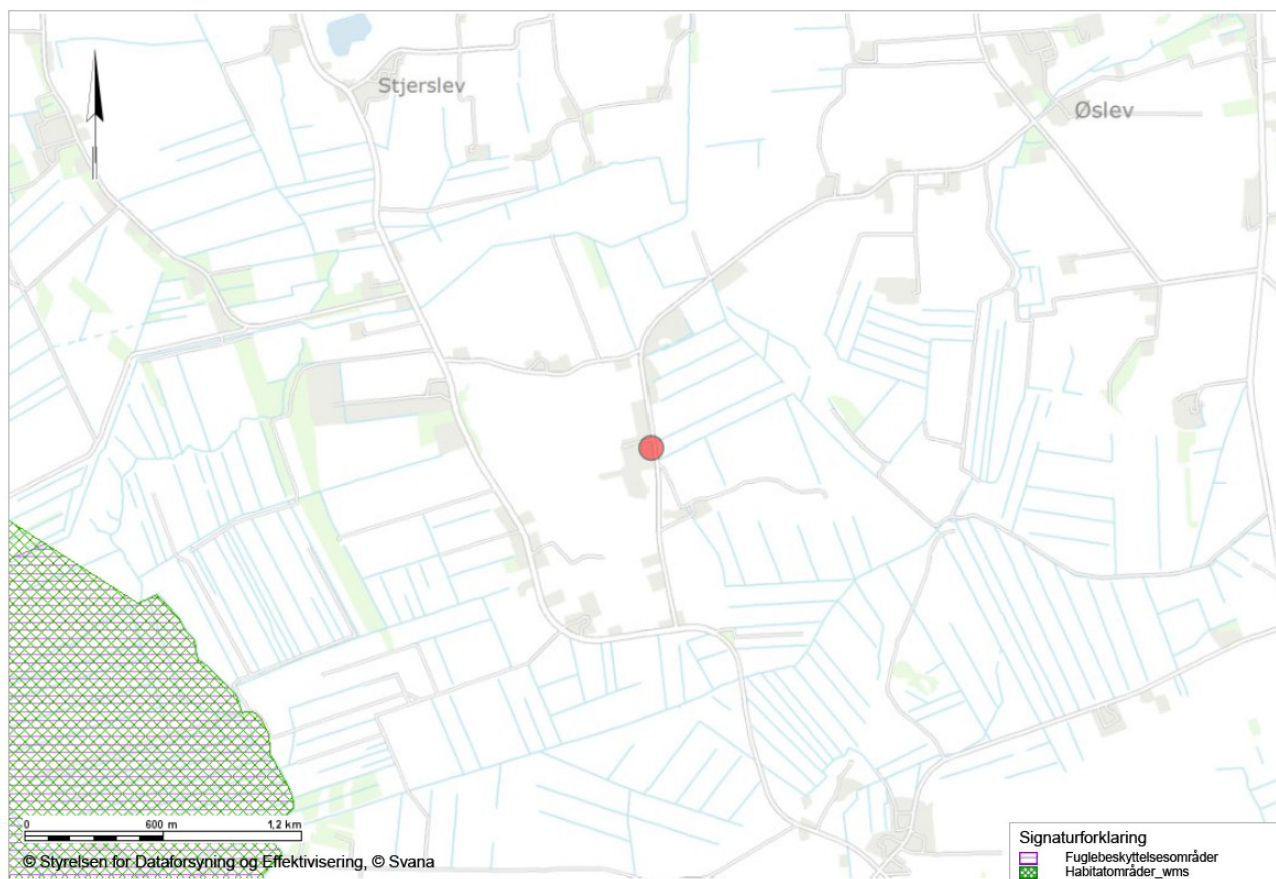 Stjerslev
Øslev
0 600 m 1,2 km
© Styrelsen for Dataforsyning og Effektivisering, © Svana
Signaturforklaring
Fuglebeskyttelsesområder
Habitatområder_wms